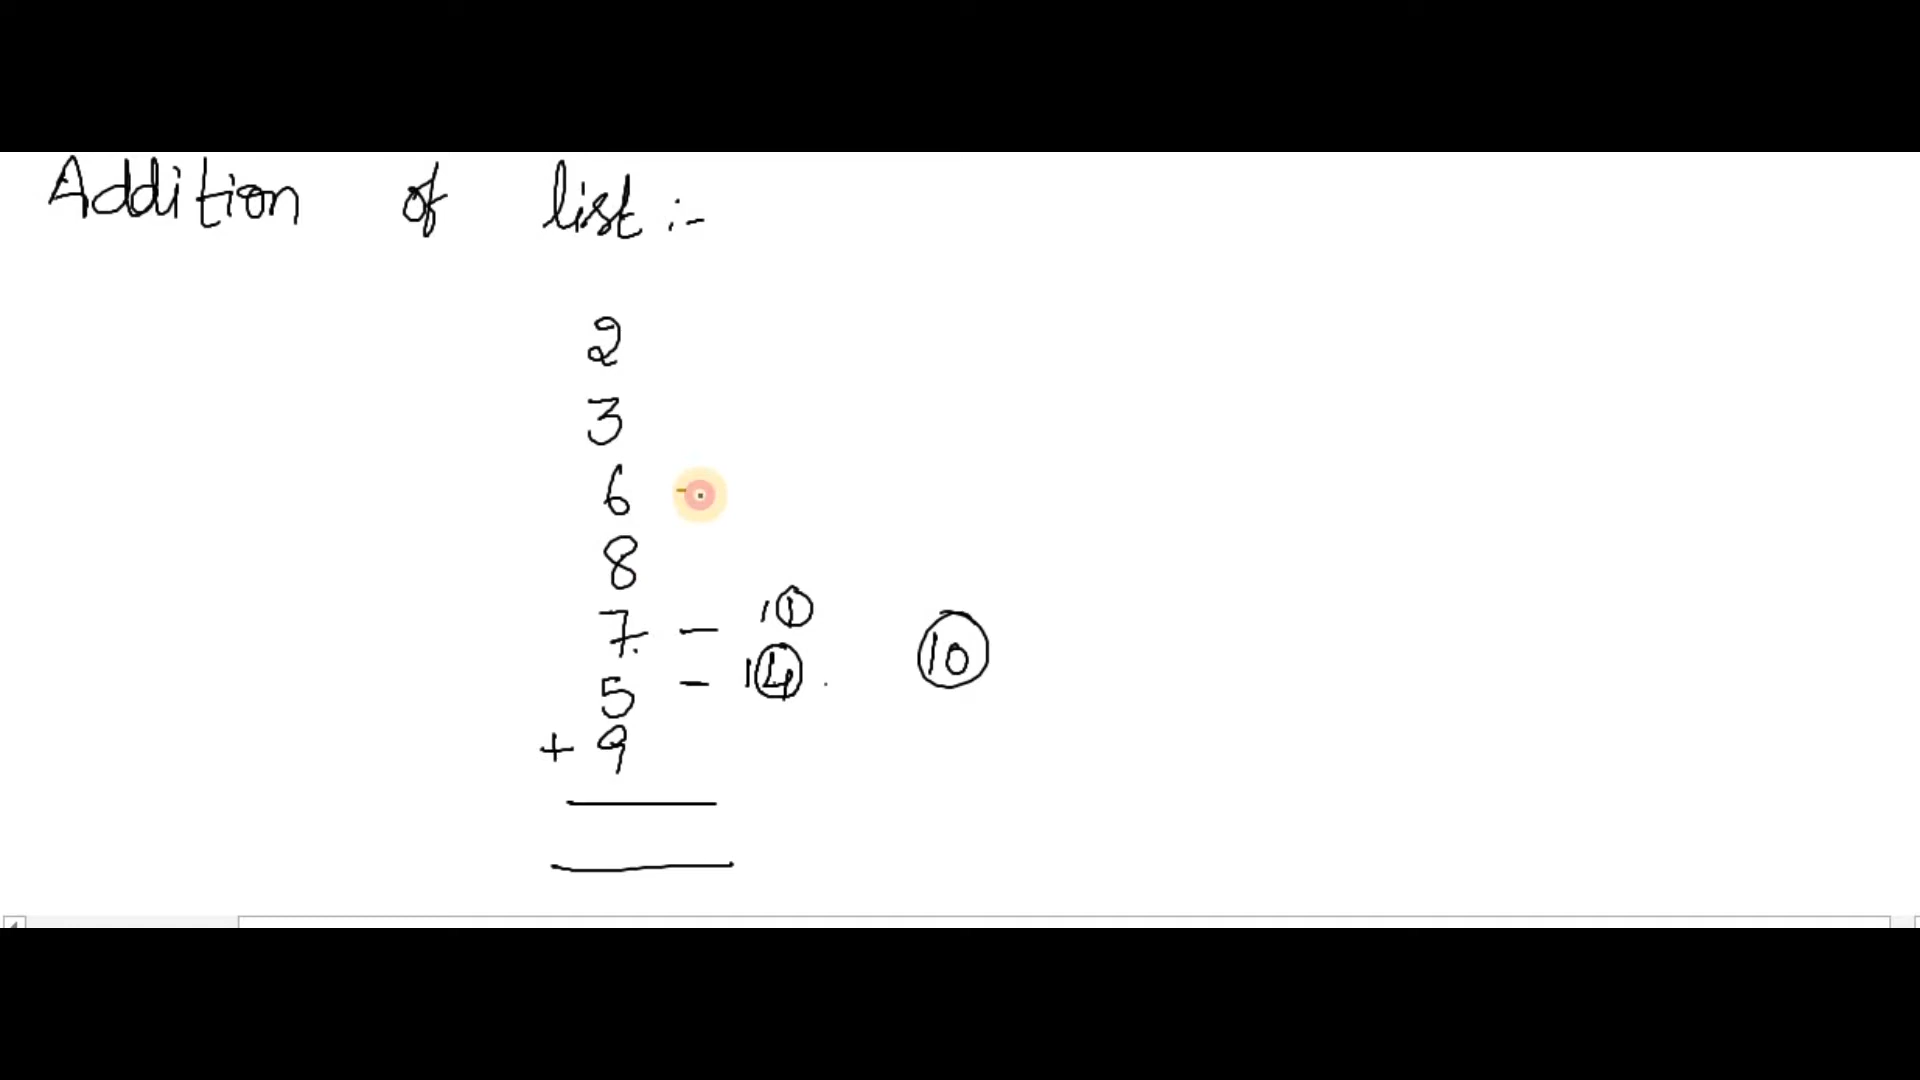 Addition of list :-
2
3
6 -
8
7 - 11 10
5 - 14 .
+ 9